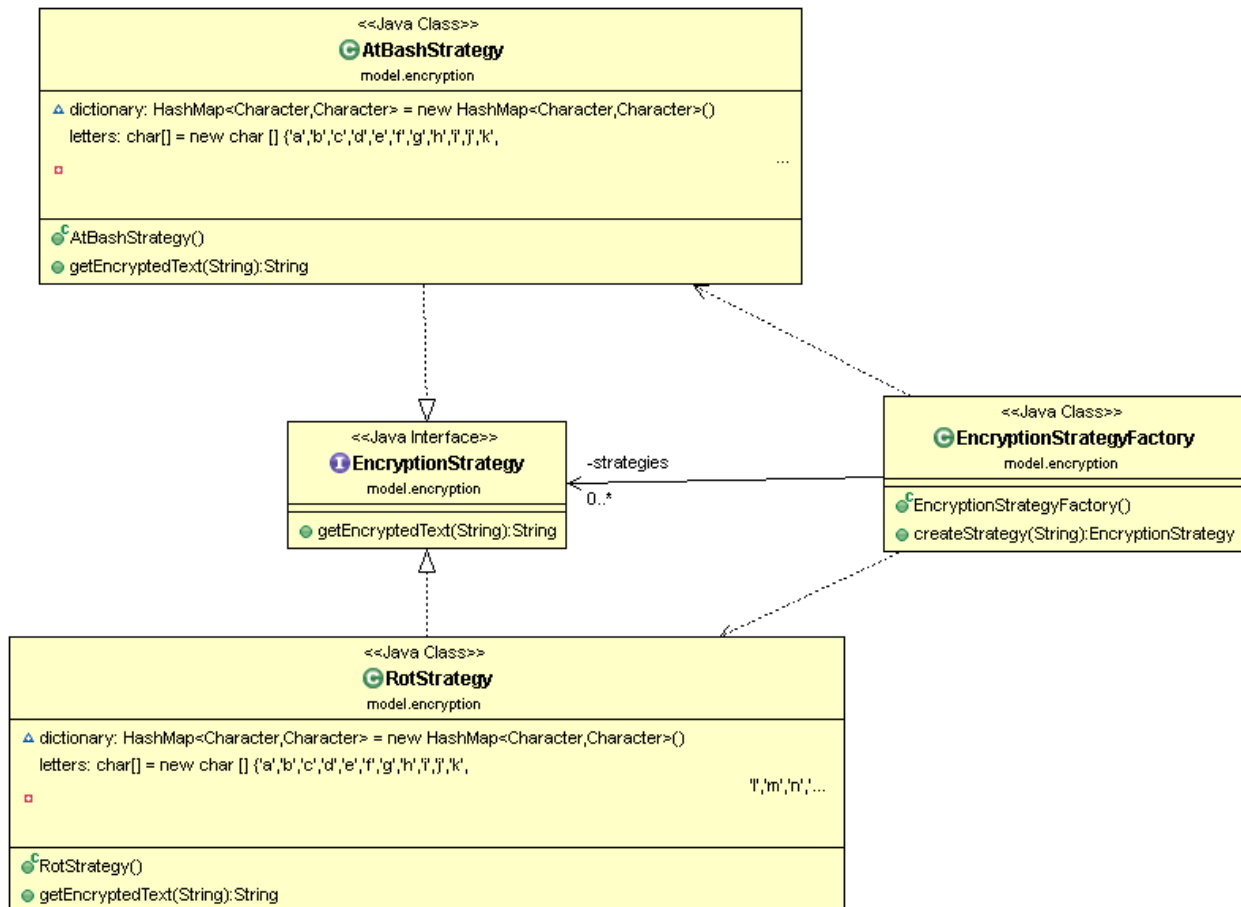 <<Java Class>>
AtBashStrategy
model.encryption
dictionary: HashMap<Character,Character> = new HashMap<Character,Character>()
letters: char[] = new char [] {'a','b','c','d','e','f','g','h','i','j','k',
...
AtBashStrategy()
getEncryptedText(String):String
<<Java Interface>>
EncryptionStrategy
model.encryption
getEncryptedText(String):String
-strategies
0..*
<<Java Class>>
EncryptionStrategyFactory
model.encryption
EncryptionStrategyFactory()
createStrategy(String):EncryptionStrategy
<<Java Class>>
RotStrategy
model.encryption
dictionary: HashMap<Character,Character> = new HashMap<Character,Character>()
letters: char[] = new char [] {'a','b','c','d','e','f','g','h','i','j','k',
'l','m','n','...
RotStrategy()
getEncryptedText(String):String